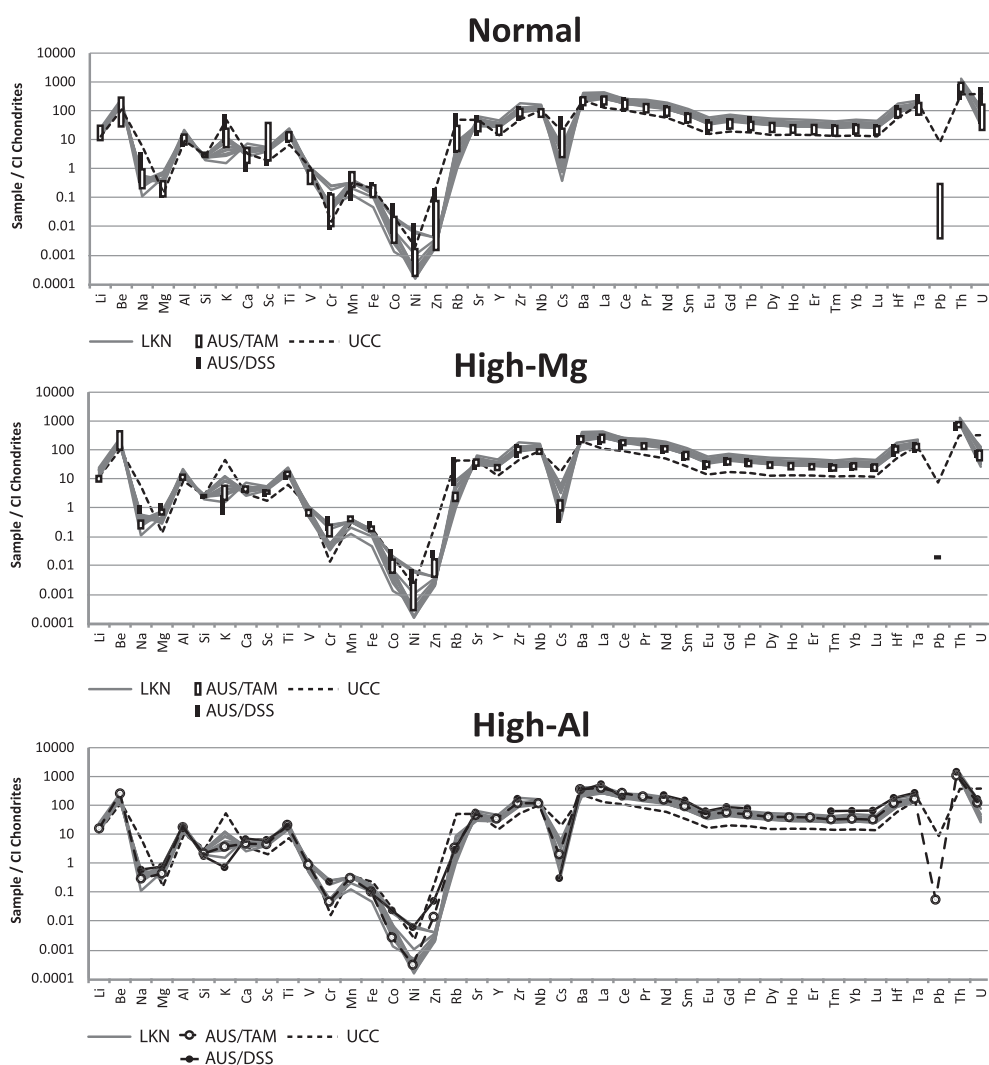 Normal
Sample / CI Chondrites
10000
1000
100
10
1
0.1
0.01
0.001
0.0001
Li Be Na Mg Al Si K Ca Sc Ti V Cr Mn Fe Co Ni Zn Rb Sr Y Zr Nb Cs Ba La Ce Pr Nd Sm Eu Gd Tb Dy Ho Er Tm Yb Lu Hf Ta Pb Th U
LKN AUS/TAM UCC
AUS/DSS
High-Mg
Sample / CI Chondrites
10000
1000
100
10
1
0.1
0.01
0.001
0.0001
Li Be Na Mg Al Si K Ca Sc Ti V Cr Mn Fe Co Ni Zn Rb Sr Y Zr Nb Cs Ba La Ce Pr Nd Sm Eu Gd Tb Dy Ho Er Tm Yb Lu Hf Ta Pb Th U
LKN AUS/TAM UCC
AUS/DSS
High-Al
Sample / CI Chondrites
10000
1000
100
10
1
0.1
0.01
0.001
0.0001
Li Be Na Mg Al Si K Ca Sc Ti V Cr Mn Fe Co Ni Zn Rb Sr Y Zr Nb Cs Ba La Ce Pr Nd Sm Eu Gd Tb Dy Ho Er Tm Yb Lu Hf Ta Pb Th U
LKN AUS/TAM UCC
AUS/DSS